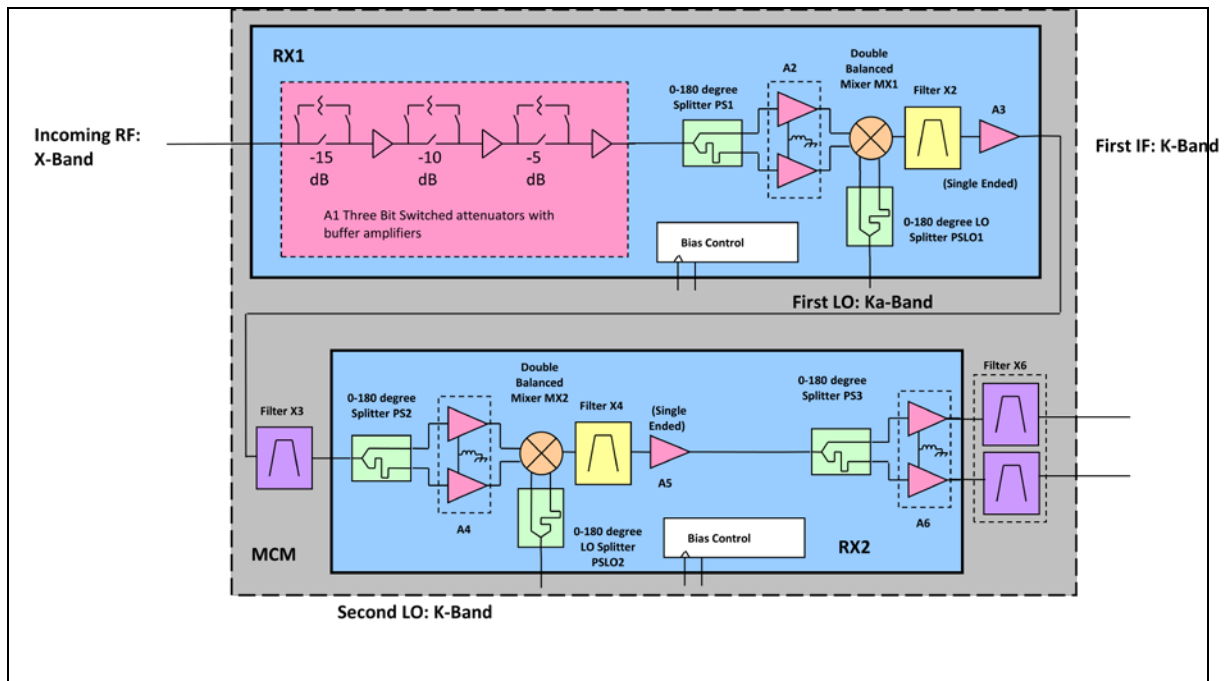 RX1
Incoming RF:
X-Band
-15
dB
-10
dB
-5
dB
A1 Three Bit Switched attenuators with
buffer amplifiers
0-180 degree
Splitter PS1
A2
Double
Balanced
Mixer MX1
Filter X2
A3
(Single Ended)
First IF: K-Band
0-180 degree LO
Splitter PSLO1
Bias Control
First LO: Ka-Band
Filter X3
0-180 degree
Splitter PS2
A4
Double
Balanced
Mixer MX2
Filter X4
(Single
Ended)
A5
0-180 degree
Splitter PS3
A6
Filter X6
0-180 degree
LO Splitter
PSLO2
Bias Control
RX2
MCM
Second LO: K-Band